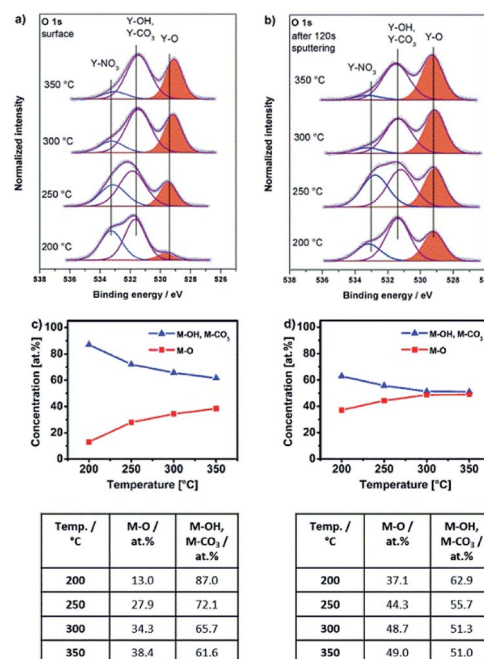 a)
O 1s
surface
Y-OH,
Y-CO3
Y-O
Y-NO3
350 °C
300 °C
250 °C
200 °C
Normalized intensity
538 536 534 532 530 528 526
Binding energy / eV
b)
O 1s
after 120s
sputtering
Y-OH,
Y-CO3
Y-O
Y-NO3
350 °C
300 °C
250 °C
200 °C
Normalized intensity
538 536 534 532 530 528
Binding energy / eV
c)
100
80
60
40
20
0
M-OH, M-CO3
M-O
Concentration [at.%]
200 250 300 350
Temperature [°C]
d)
100
80
60
40
20
0
M-OH, M-CO3
M-O
Concentration [at.%]
200 250 300 350
Temperature [°C]
Temp. / °C M-O / at.% M-OH, M-CO3 / at.%
200 13.0 87.0
250 27.9 72.1
300 34.3 65.7
350 38.4 61.6
Temp. / °C M-O / at.% M-OH, M-CO3 / at.%
200 37.1 62.9
250 44.3 55.7
300 48.7 51.3
350 49.0 51.0